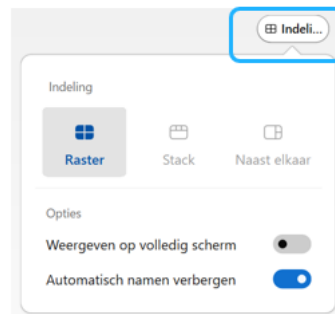 Indeli...
Indeling
Raster Stack Naast elkaar
Opties
Weergeven op volledig scherm
Automatisch namen verbergen